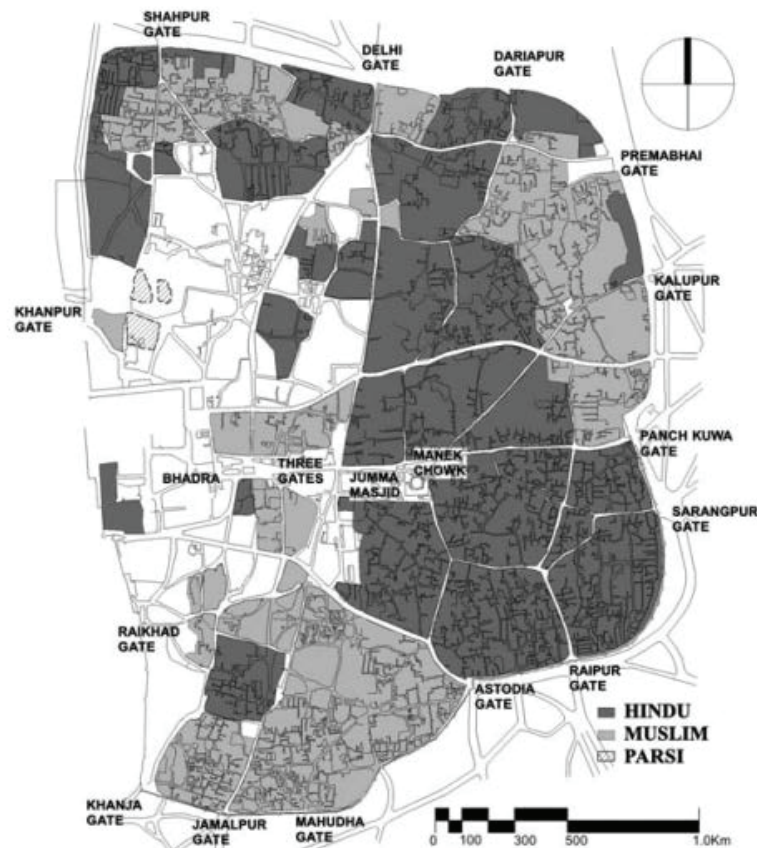 SHAHPUR
GATE
DELHI
GATE
DARIAPUR
GATE
PREMABHAI
GATE
KALUPUR
GATE
KHANPUR
GATE
PANCH KUWA
GATE
MANEK
CHOWK
THREE
GATES
BHADRA
JUMMA
MASJID
SARANGPUR
GATE
RAIKHAD
GATE
RAIPUR
GATE
ASTODIA
GATE
HINDU
MUSLIM
PARSI
KHANJA
GATE
JAMALPUR
GATE
MAHUDHA
GATE
0 100 300 500 1.0Km